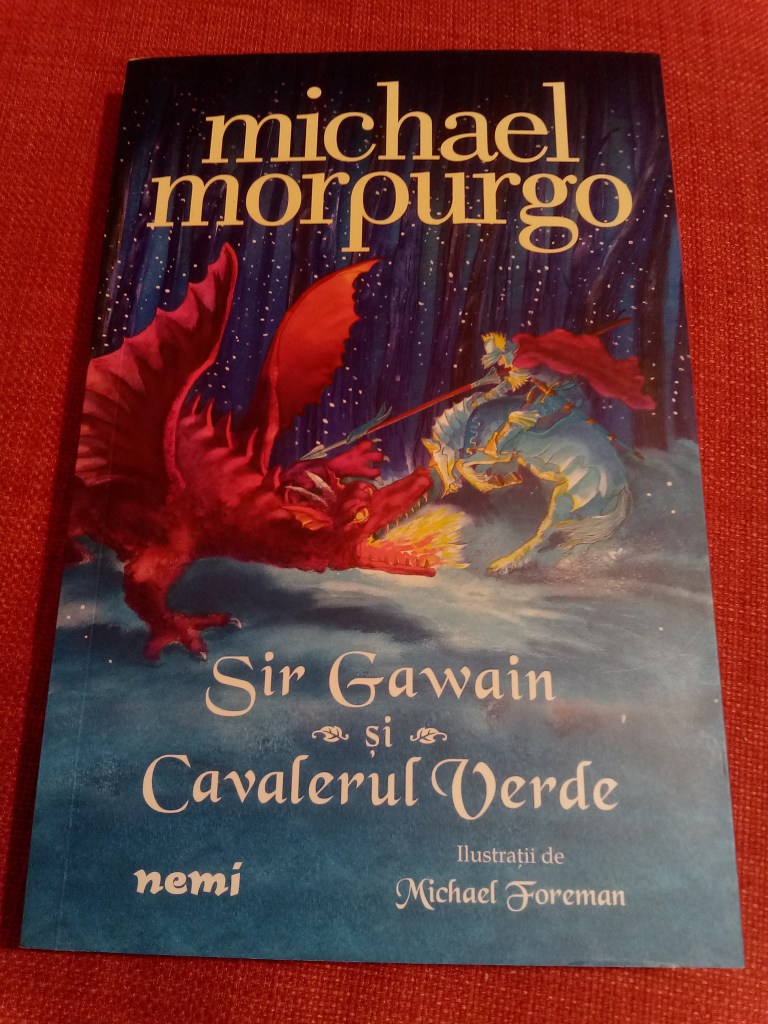 michael
morpurgo
Sir Gawain
și
Cavalerul Verde
nemi
Ilustrații de
Michael Foreman